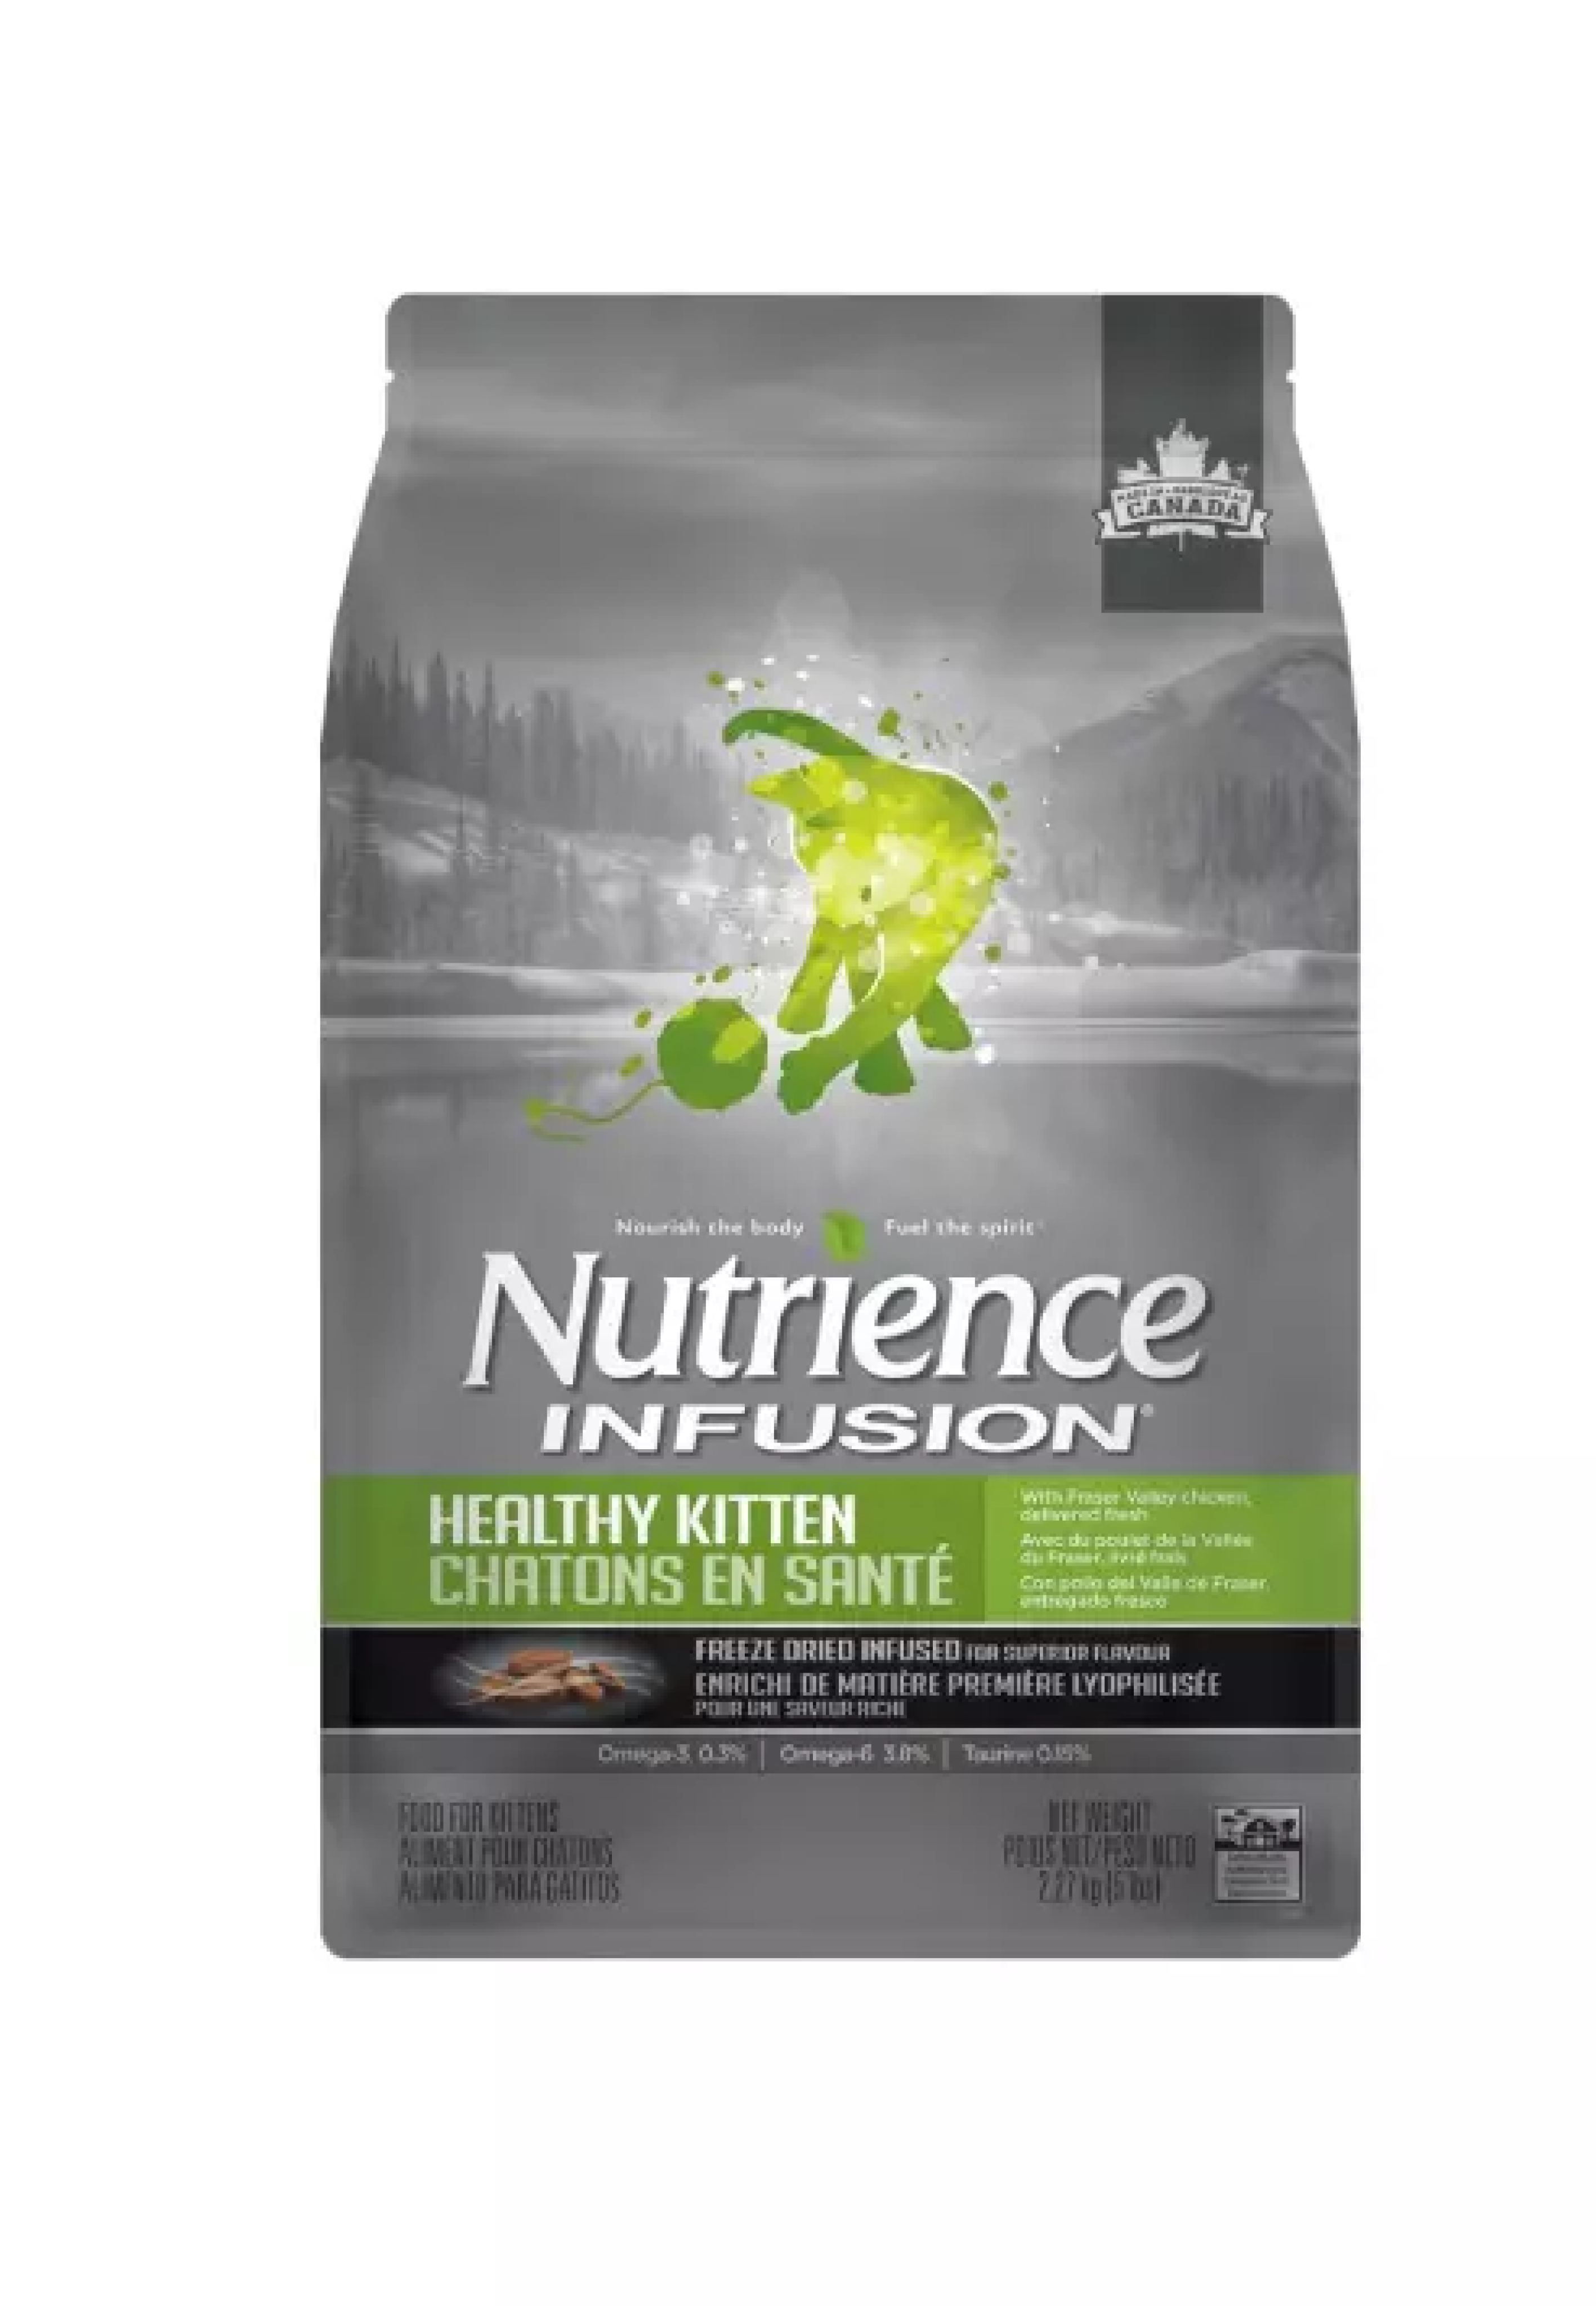 CANADA
Nourish the body Fuel the spirit
Nutrience
INFUSION®
HEALTHY KITTEN
CHATONS EN SANTÉ
With Fraser Valley chicken,
delivered fresh
Avec du poulet de la Vallée
du Fraser, livré frais
Con pollo del Valle de Fraser,
entregado fresco
FREEZE DRIED INFUSED FOR SUPERIOR FLAVOUR
ENRICHI DE MATIÈRE PREMIÈRE LYOPHILISÉE
POUR UNE SAVEUR RICHE
Omega-3 0.3% | Omega-6 3.8% | Taurine
FOOD FOR KITTENS
ALIMENT POUR CHATONS
ALIMENTO PARA GATITOS
NET WEIGHT
POIDS NET/PESO NETO
2.27 kg (5 lbs)